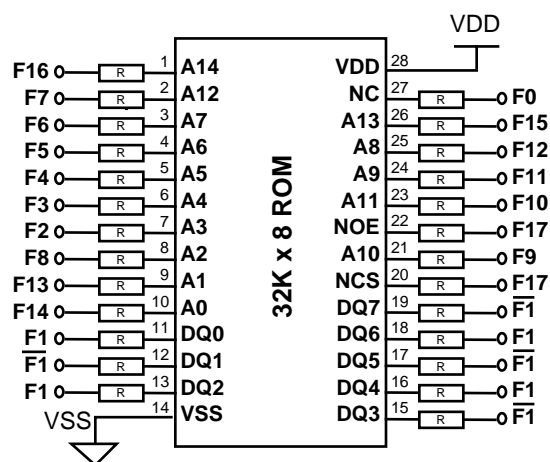 VDD
F16 R 1 A14 VDD 28
F7 R 2 A12 NC 27 R F0
F6 R 3 A7 A13 26 R F15
F5 R 4 A6 A8 25 R F12
F4 R 5 A5 A9 24 R F11
F3 R 6 A4 A11 23 R F10
F2 R 7 A3 NOE 22 R F17
F8 R 8 A2 A10 21 R F9
F13 R 9 A1 NCS 20 R F17
F14 R 10 A0 DQ7 19 R F1̅
F1 R 11 DQ0 DQ6 18 R F1
F1̅ R 12 DQ1 DQ5 17 R F1̅
F1 R 13 DQ2 DQ4 16 R F1
VSS 14 VSS DQ3 15 R F1̅
32K x 8 ROM